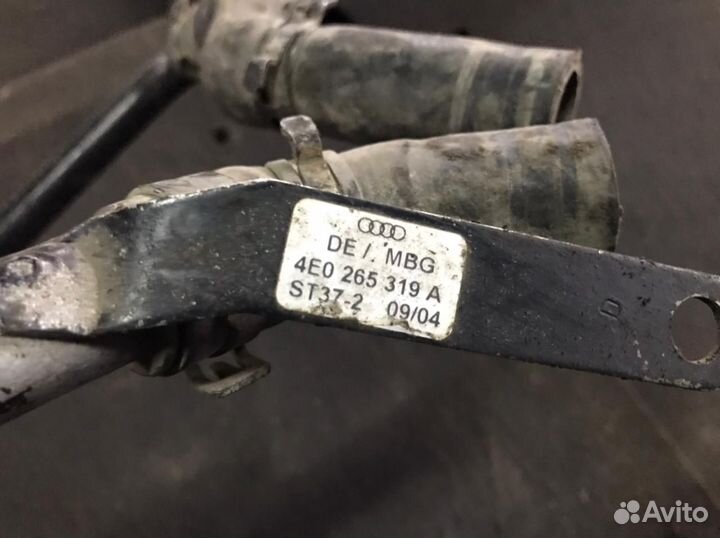 DE /. MBG
4E0 265 319 A
ST37-2 09/04
D
Avito